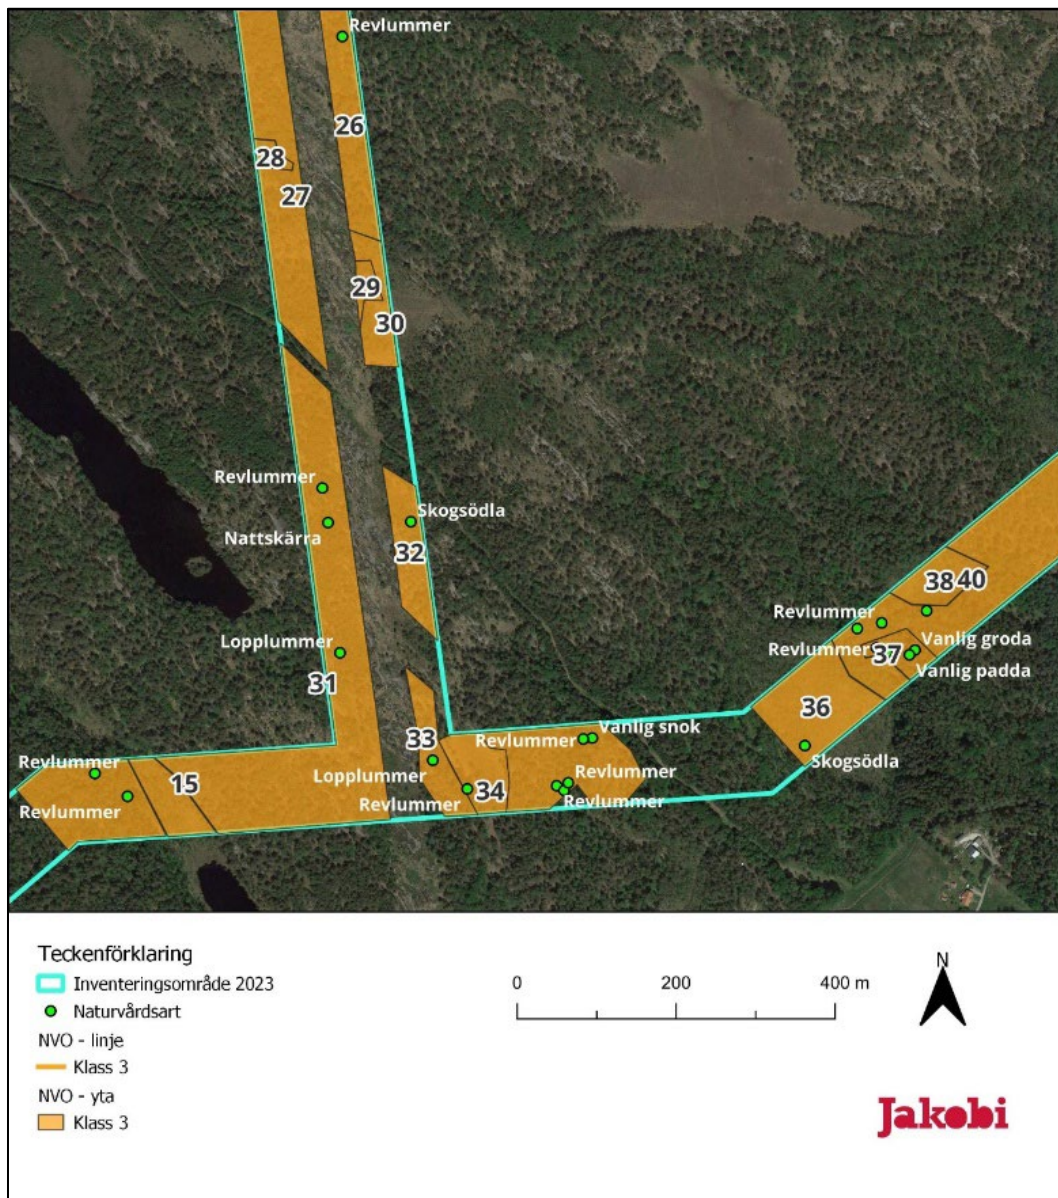 Revlummer
26
28
27
29
30
Revlummer
Skogsödla
Nattskärra
32
38
40
Revlummer
Lopplummer
Revlummer
Vanlig groda
37
Vanlig padda
31
36
Vanlig snok
33
Revlummer
Skogsödla
Revlummer
Lopplummer
Revlummer
15
34
Revlummer
Revlummer
Revlummer
Teckenförklaring
Inventeringsområde 2023
Naturvårdsart
NVO - linje
Klass 3
NVO - yta
Klass 3
0 200 400 m
N
Jakobi